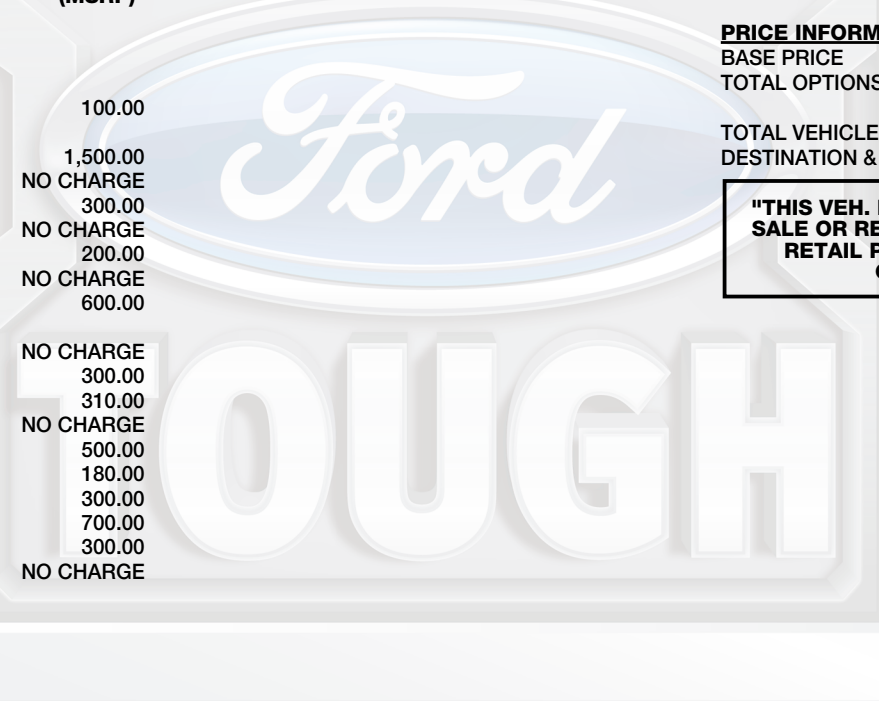 100.00
1,500.00
NO CHARGE
300.00
NO CHARGE
200.00
NO CHARGE
600.00
NO CHARGE
300.00
310.00
NO CHARGE
500.00
180.00
300.00
700.00
300.00
NO CHARGE
Ford
TOUGH
PRICE INFORM
BASE PRICE
TOTAL OPTIONS
TOTAL VEHICLE
DESTINATION &
"THIS VEH.
SALE OR RE
RETAIL P